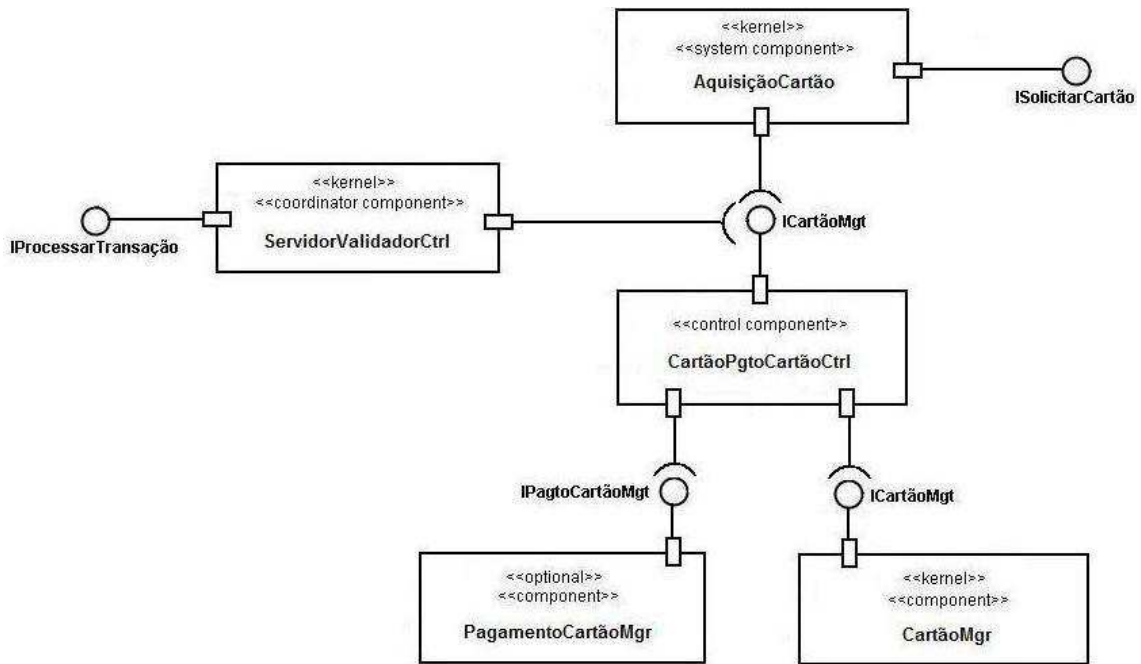 <<kernel>>
<<system component>>
AquisiçãoCartão
ISolicitarCartão
<<kernel>>
<<coordinator component>>
ServidorValidadorCtrl
IProcessarTransação
ICartãoMgt
<<control component>>
CartãoPgtoCartãoCtrl
IPagtoCartãoMgt
ICartãoMgt
<<optional>>
<<component>>
PagamentoCartãoMgr
<<kernel>>
<<component>>
CartãoMgr